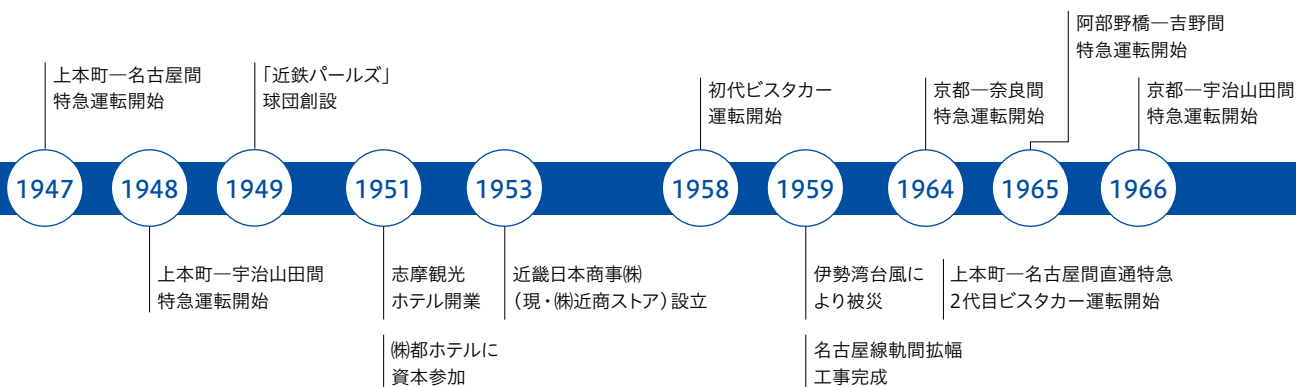 阿部野橋―吉野間
特急運転開始
上本町―名古屋間
特急運転開始
「近鉄パールズ」
球団創設
初代ビスタカー
運転開始
京都―奈良間
特急運転開始
京都―宇治山田間
特急運転開始
1947
1948
1949
1951
1953
1958
1959
1964
1965
1966
上本町―宇治山田間
特急運転開始
志摩観光
ホテル開業
近畿日本商事㈱
（現・㈱近商ストア）設立
伊勢湾台風に
より被災
上本町―名古屋間直通特急
2代目ビスタカー運転開始
㈱都ホテルに
資本参加
名古屋線軌間拡幅
工事完成